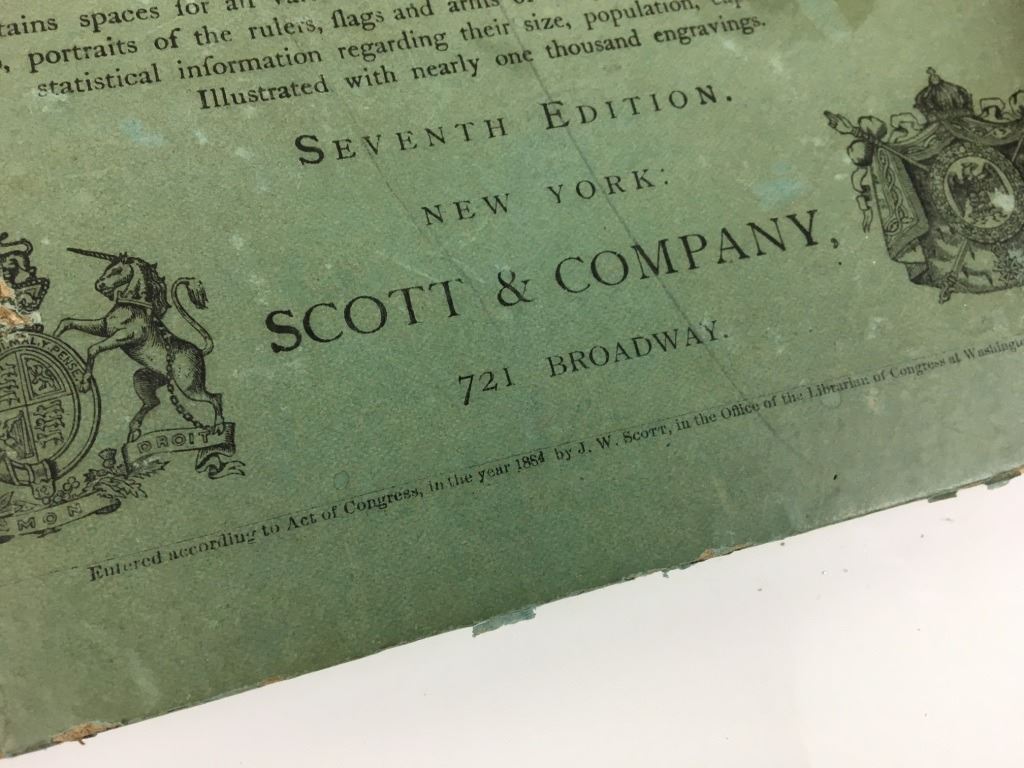 tains spaces for all
portraits of the rulers, flags and arms
statistical information regarding their size, population,
Illustrated with nearly one thousand engravings.
SEVENTH EDITION.
NEW YORK:
SCOTT & COMPANY,
721 BROADWAY.
MAL Y PENSE
DROIT
MON
Entered according to Act of Congress, in the year 1884 by J. W. SCOTT, in the Office of the Librarian of Congress at Washington